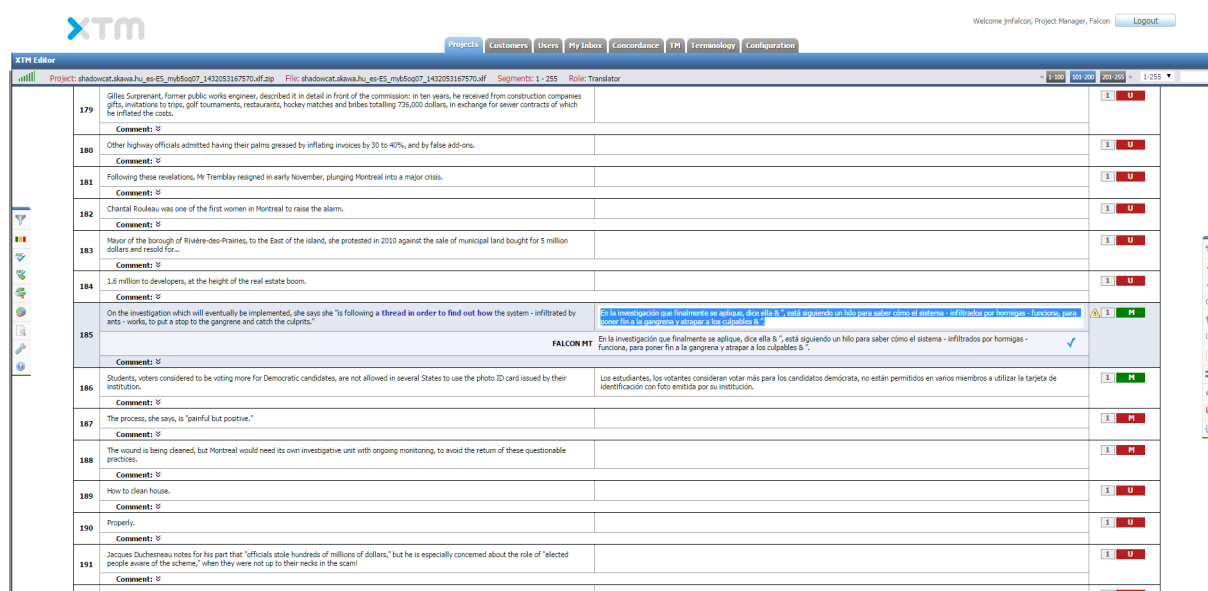 Welcome jmfalcon, Project Manager, Falcon Logout
XTM
Projects Customers Users My Inbox Concordance TM Terminology Configuration
XTM Editor
Project: shadowcat.skawa.hu_es-ES_myb5oq07_1432053167570.xlf.zip File: shadowcat.skawa.hu_es-ES_myb5oq07_1432053167570.xlf Segments: 1 - 255 Role: Translator < 1-100 101-200 201-255 > 1-255
179 Gilles Surprenant, former public works engineer, described it in detail in front of the commission: in ten years, he received from construction companies 1 U
gifts, invitations to trips, golf tournaments, restaurants, hockey matches and bribes totalling 736,000 dollars, in exchange for sewer contracts of which
he inflated the costs.
Comment:
180 Other highway officials admitted having their palms greased by inflating invoices by 30 to 40%, and by false add-ons. 1 U
Comment:
181 Following these revelations, Mr Tremblay resigned in early November, plunging Montreal into a major crisis. 1 U
Comment:
182 Chantal Rouleau was one of the first women in Montreal to raise the alarm. 1 U
Comment:
183 Mayor of the borough of Rivière-des-Prairies, to the East of the island, she protested in 2010 against the sale of municipal land bought for 5 million 1 U
dollars and resold for...
Comment:
184 1.6 million to developers, at the height of the real estate boom. 1 U
Comment:
185 On the investigation which will eventually be implemented, she says she "is following a thread in order to find out how the system - infiltrated by
ants - works, to put a stop to the gangrene and catch the culprits."
En la investigación que finalmente se aplique, dice ella & ", está siguiendo un hilo para saber cómo el sistema - infiltrados por hormigas - funciona, para 1 M
poner fin a la gangrena y atrapar a los culpables & ".
FALCON MT En la investigación que finalmente se aplique, dice ella & ", está siguiendo un hilo para saber cómo el sistema - infiltrados por hormigas -
funciona, para poner fin a la gangrena y atrapar a los culpables & ".
Comment:
186 Students, voters considered to be voting more for Democratic candidates, are not allowed in several States to use the photo ID card issued by their
institution.
Los estudiantes, los votantes consideran votar más para los candidatos demócrata, no están permitidos en varios miembros a utilizar la tarjeta de 1 M
identificación con foto emitida por su institución.
Comment:
187 The process, she says, is "painful but positive." 1 M
Comment:
188 The wound is being cleaned, but Montreal would need its own investigative unit with ongoing monitoring, to avoid the return of these questionable 1 M
practices.
Comment:
189 How to clean house. 1 U
Comment:
190 Properly. 1 U
Comment:
191 Jacques Duchesneau notes for his part that "officials stole hundreds of millions of dollars," but he is especially concerned about the role of "elected 1 U
people aware of the scheme," when they were not up to their necks in the scam!
Comment: